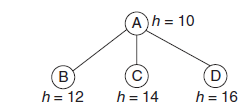 A h = 10
B C D
h = 12 h = 14 h = 16